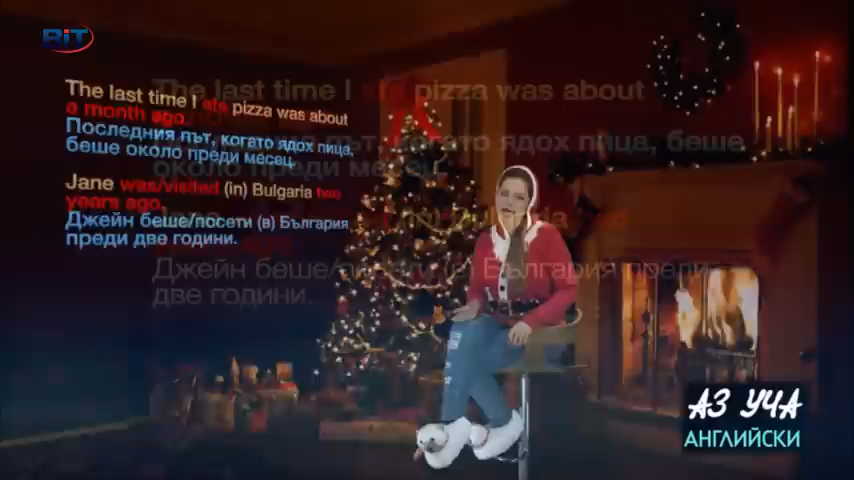 RiT
The last time I ate pizza was about
a month ago.
Последния път, когато ядох пица,
беше около преди месец.
Jane was/visited (in) Bulgaria two
years ago.
Джейн беше/посети (в) България
преди две години.
The last time I ate pizza was about
път, когато ядох пица, беше
около преди месец.
Bulgaria two
Джейн беше/посети (в) България преди
две години.
АЗ УЧА
АНГЛИЙСКИ